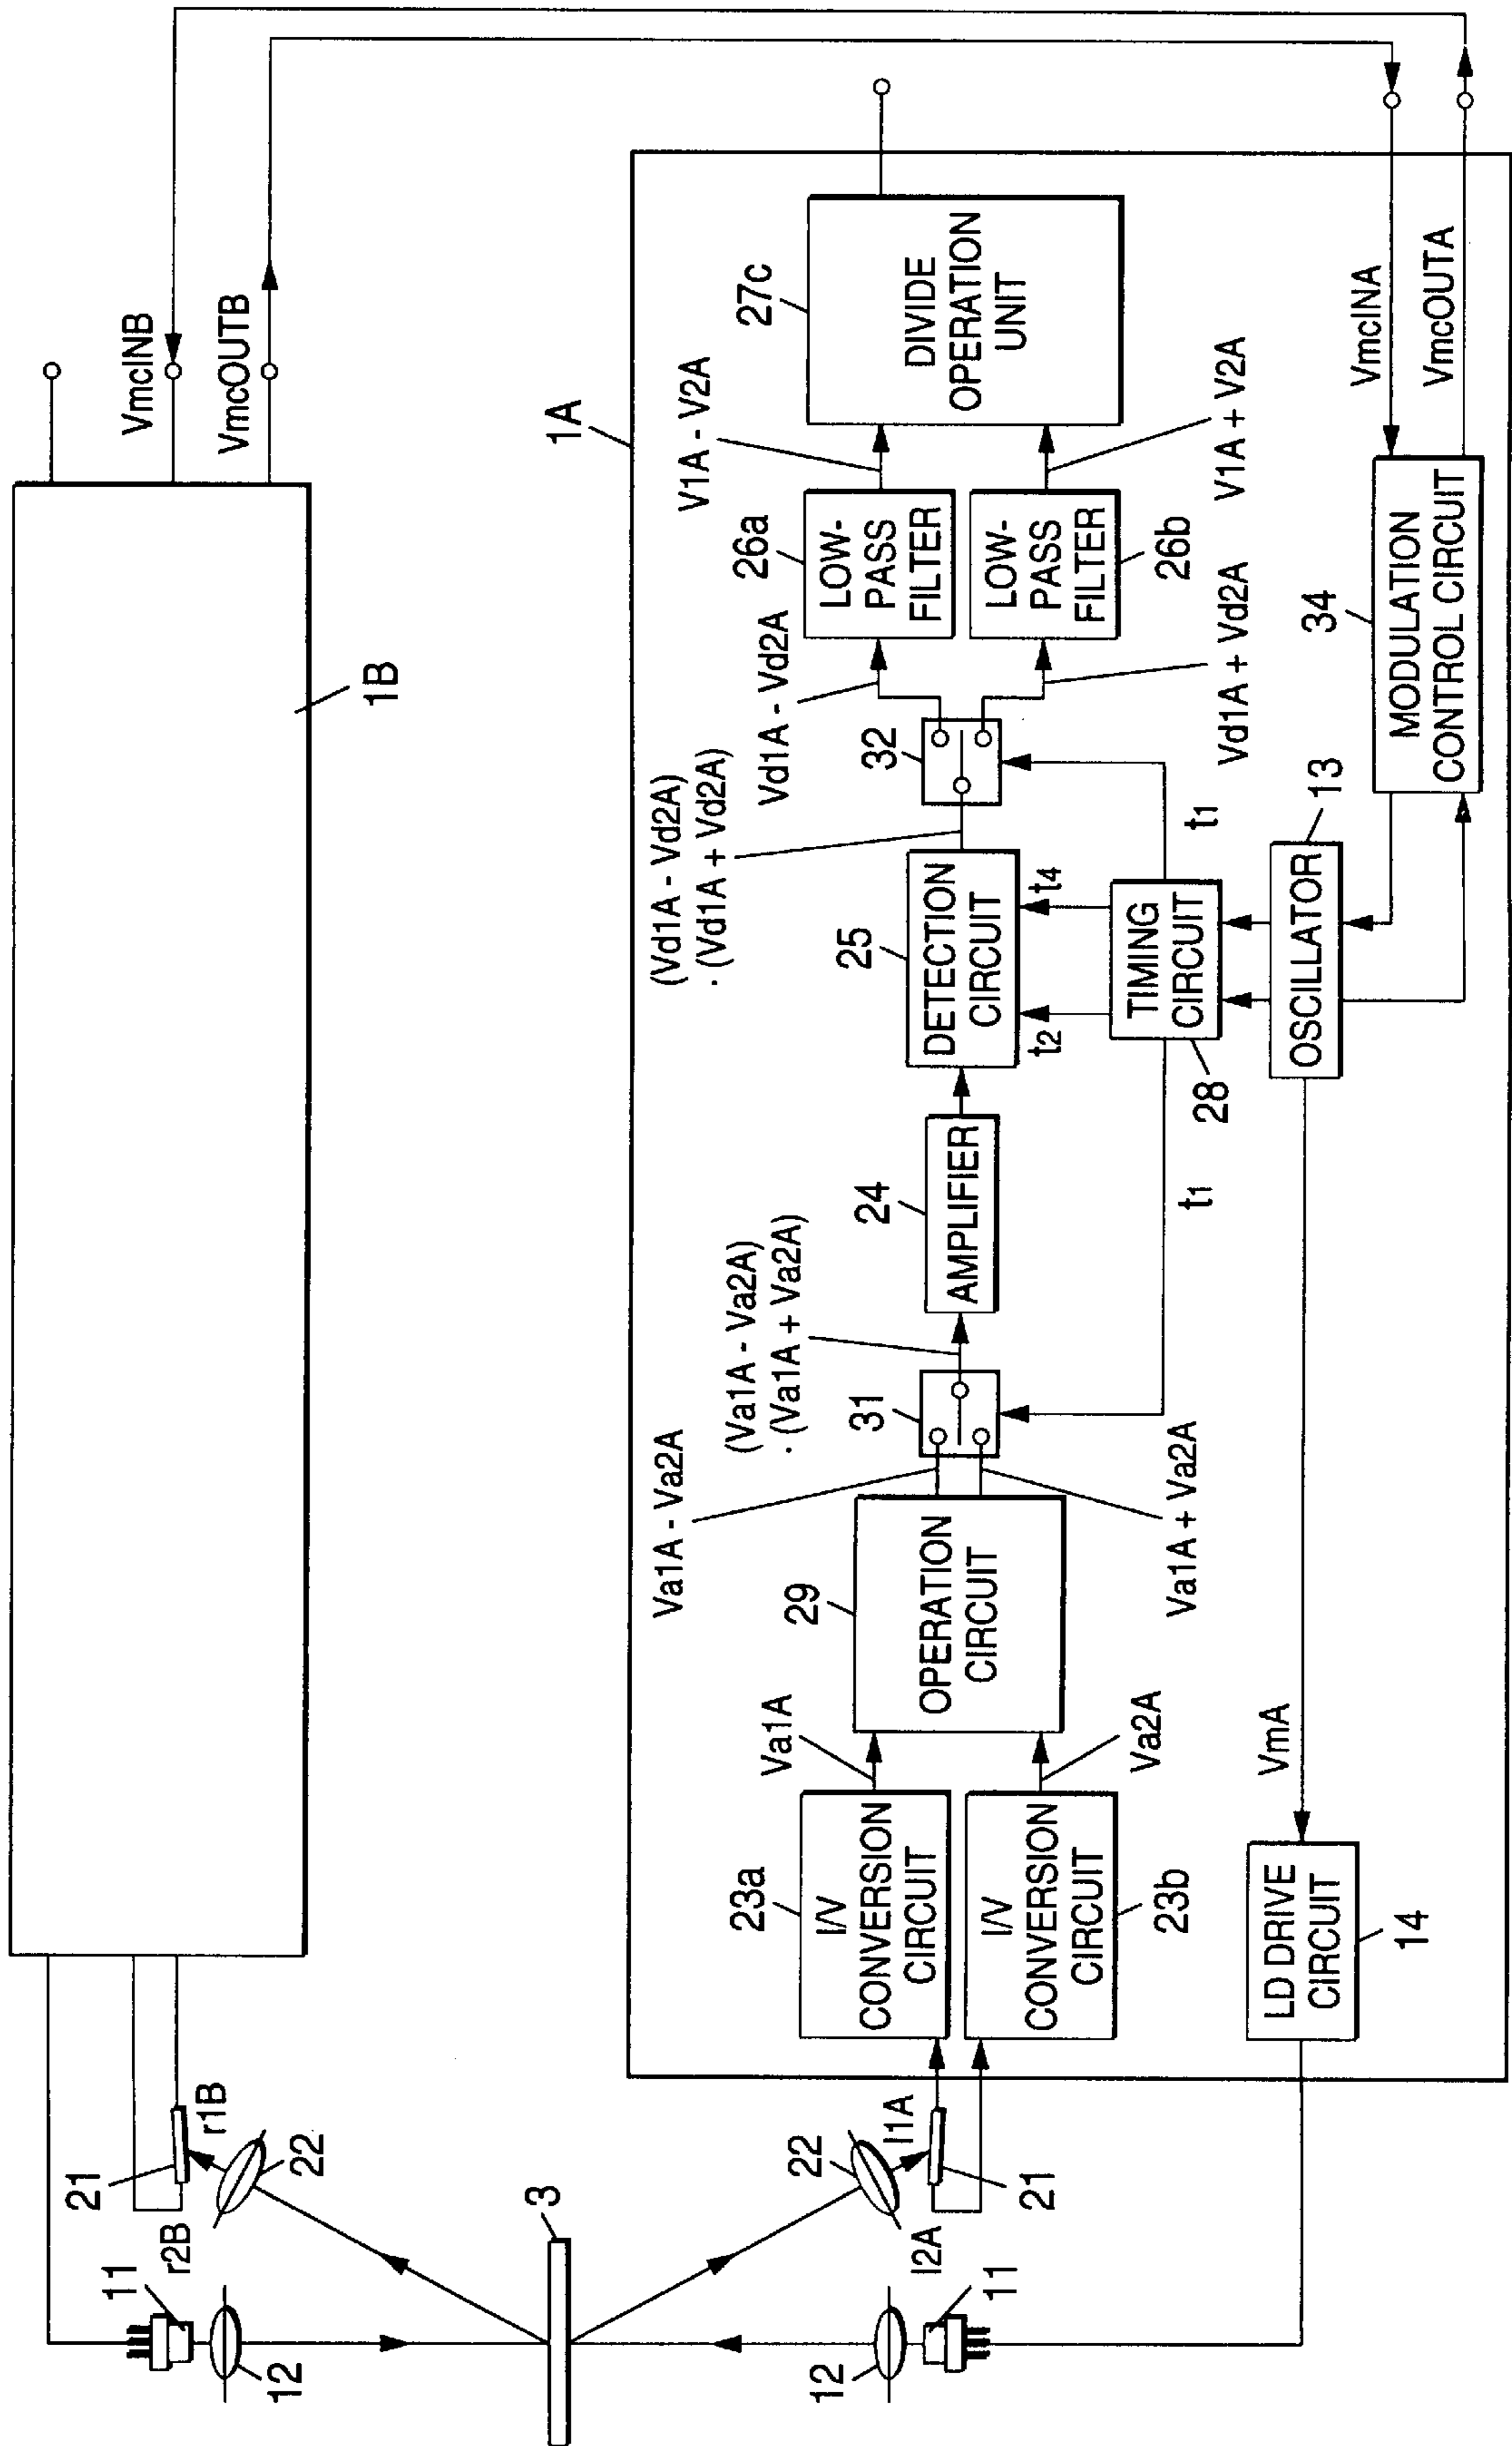 11
12
21
r2B
r1B
22
1B
VmcINB
VmcOUTB
3
12
11
22
21
I1A
I2A
1A
23a
I/V
CONVERSION
CIRCUIT
I/V
CONVERSION
CIRCUIT
23b
Va1A
Va2A
29
OPERATION
CIRCUIT
Va1A - Va2A
Va1A + Va2A
31
(Va1A - Va2A)
. (Va1A + Va2A)
24
AMPLIFIER
25
DETECTION
CIRCUIT
t2
t4
(Vd1A - Vd2A)
. (Vd1A + Vd2A)
32
Vd1A - Vd2A
Vd1A + Vd2A
26a
LOW-
PASS
FILTER
LOW-
PASS
FILTER
26b
V1A - V2A
V1A + V2A
27c
DIVIDE
OPERATION
UNIT
t1
t1
TIMING
CIRCUIT
28
OSCILLATOR
13
VmA
LD DRIVE
CIRCUIT
14
34
MODULATION
CONTROL CIRCUIT
VmcINA
VmcOUTA